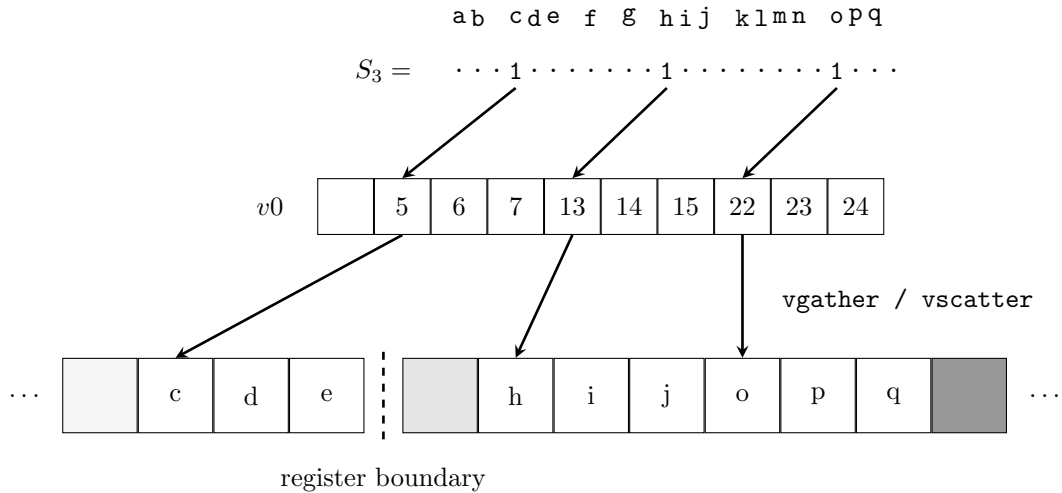 ab cde f g hij klmn opq
S₃ = · · · 1 · · · · · · · 1 · · · · · · · · 1 · · ·
v0 5 6 7 13 14 15 22 23 24
vgather / vscatter
··· c d e h i j o p q ···
register boundary